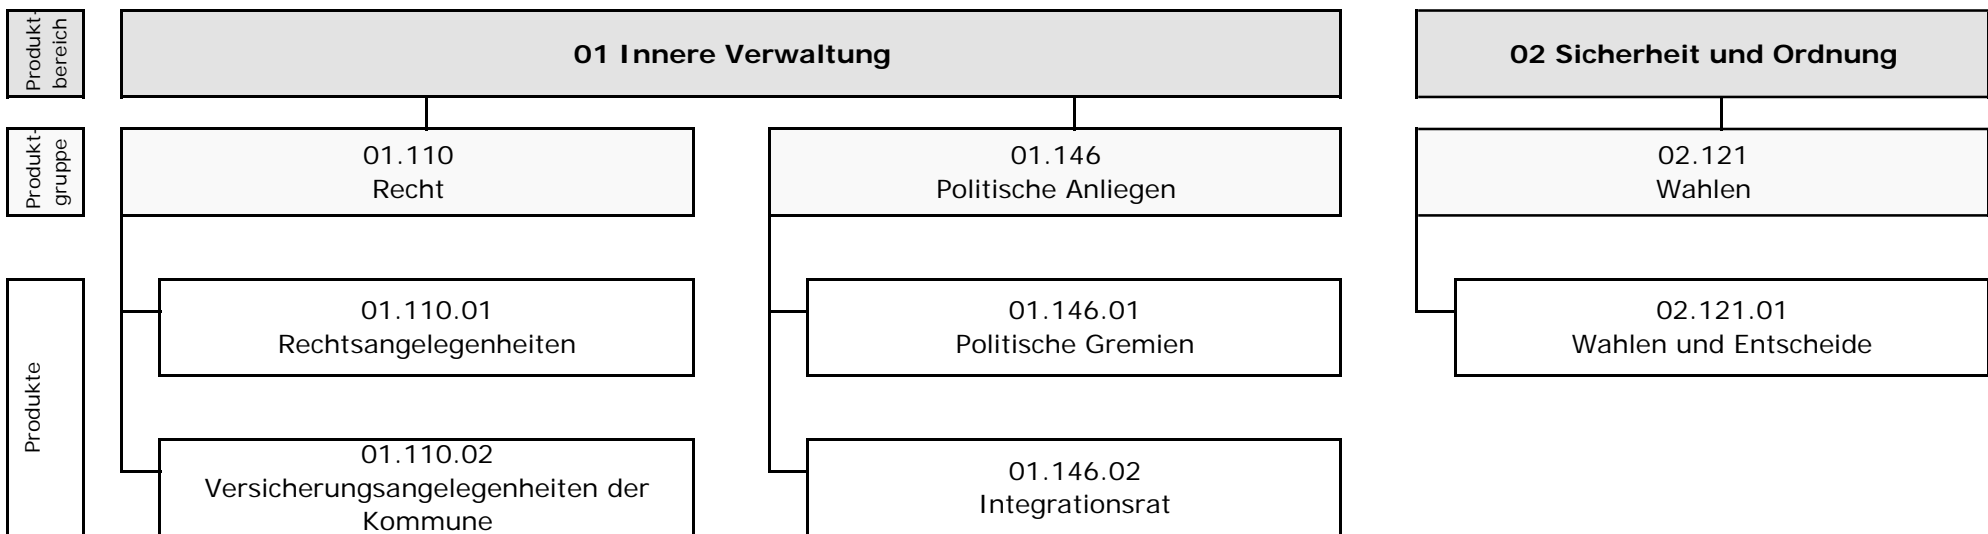 Produkt-
bereich
01 Innere Verwaltung
02 Sicherheit und Ordnung
Produkt-
gruppe
01.110
Recht
01.146
Politische Anliegen
02.121
Wahlen
Produkte
01.110.01
Rechtsangelegenheiten
01.146.01
Politische Gremien
02.121.01
Wahlen und Entscheide
01.110.02
Versicherungsangelegenheiten der
Kommune
01.146.02
Integrationsrat